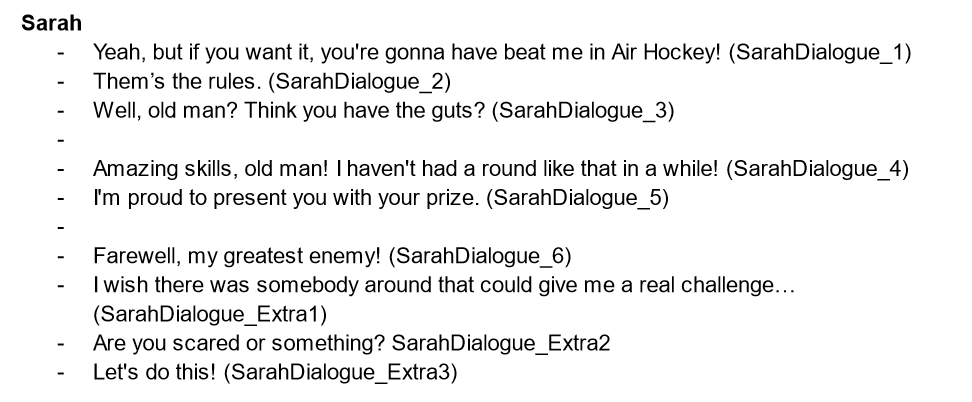 Sarah
- Yeah, but if you want it, you're gonna have beat me in Air Hockey! (SarahDialogue_1)
- Them’s the rules. (SarahDialogue_2)
- Well, old man? Think you have the guts? (SarahDialogue_3)
-
- Amazing skills, old man! I haven't had a round like that in a while! (SarahDialogue_4)
- I'm proud to present you with your prize. (SarahDialogue_5)
-
- Farewell, my greatest enemy! (SarahDialogue_6)
- I wish there was somebody around that could give me a real challenge…
(SarahDialogue_Extra1)
- Are you scared or something? SarahDialogue_Extra2
- Let's do this! (SarahDialogue_Extra3)